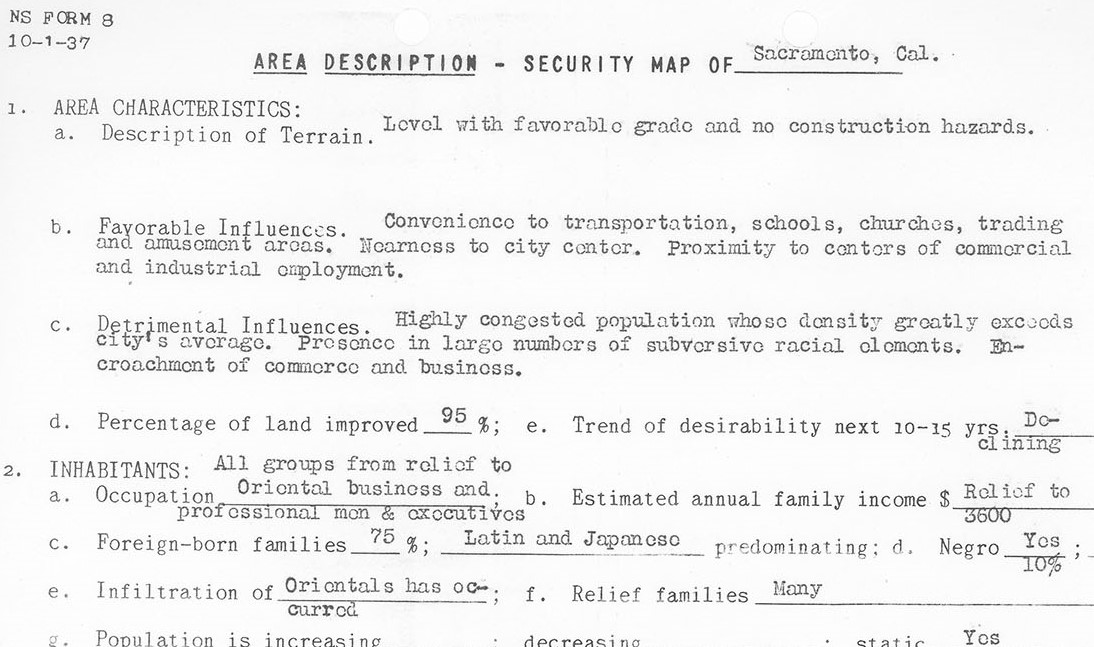 NS FORM 8
10-1-37
AREA DESCRIPTION - SECURITY MAP OF Sacramento, Cal.
1. AREA CHARACTERISTICS:
a. Description of Terrain. Level with favorable grade and no construction hazards.
b. Favorable Influences. Convenience to transportation, schools, churches, trading
and amusement areas. Nearness to city center. Proximity to centers of commercial
and industrial employment.
c. Detrimental Influences. Highly congested population whose density greatly exceeds
city's average. Presence in large numbers of subversive racial elements. En-
croachment of commerce and business.
d. Percentage of land improved 95 %; e. Trend of desirability next 10-15 yrs. De-
clining
2. INHABITANTS: All groups from relief to
a. Occupation Oriental business and; b. Estimated annual family income $ Relief to
professional men & executives 3600
c. Foreign-born families 75 %; Latin and Japanese predominating; d. Negro Yes ;
10%
e. Infiltration of Orientals has oc-; f. Relief families Many
curred
g. Population is increasing ; decreasing ; static Yes